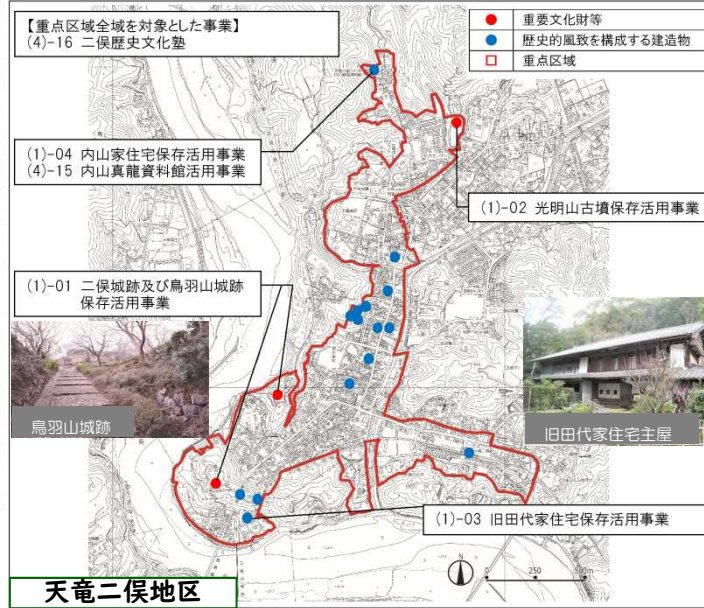 【重点区域全域を対象とした事業】
(4)-16 二俣歴史文化塾
重要文化財等
歴史的風致を構成する建造物
重点区域
(1)-04 内山家住宅保存活用事業
(4)-15 内山真龍資料館活用事業
(1)-02 光明山古墳保存活用事業
(1)-01 二俣城跡及び鳥羽山城跡
保存活用事業
鳥羽山城跡
旧田代家住宅主屋
(1)-03 旧田代家住宅保存活用事業
N
0 250 500m
天竜二俣地区